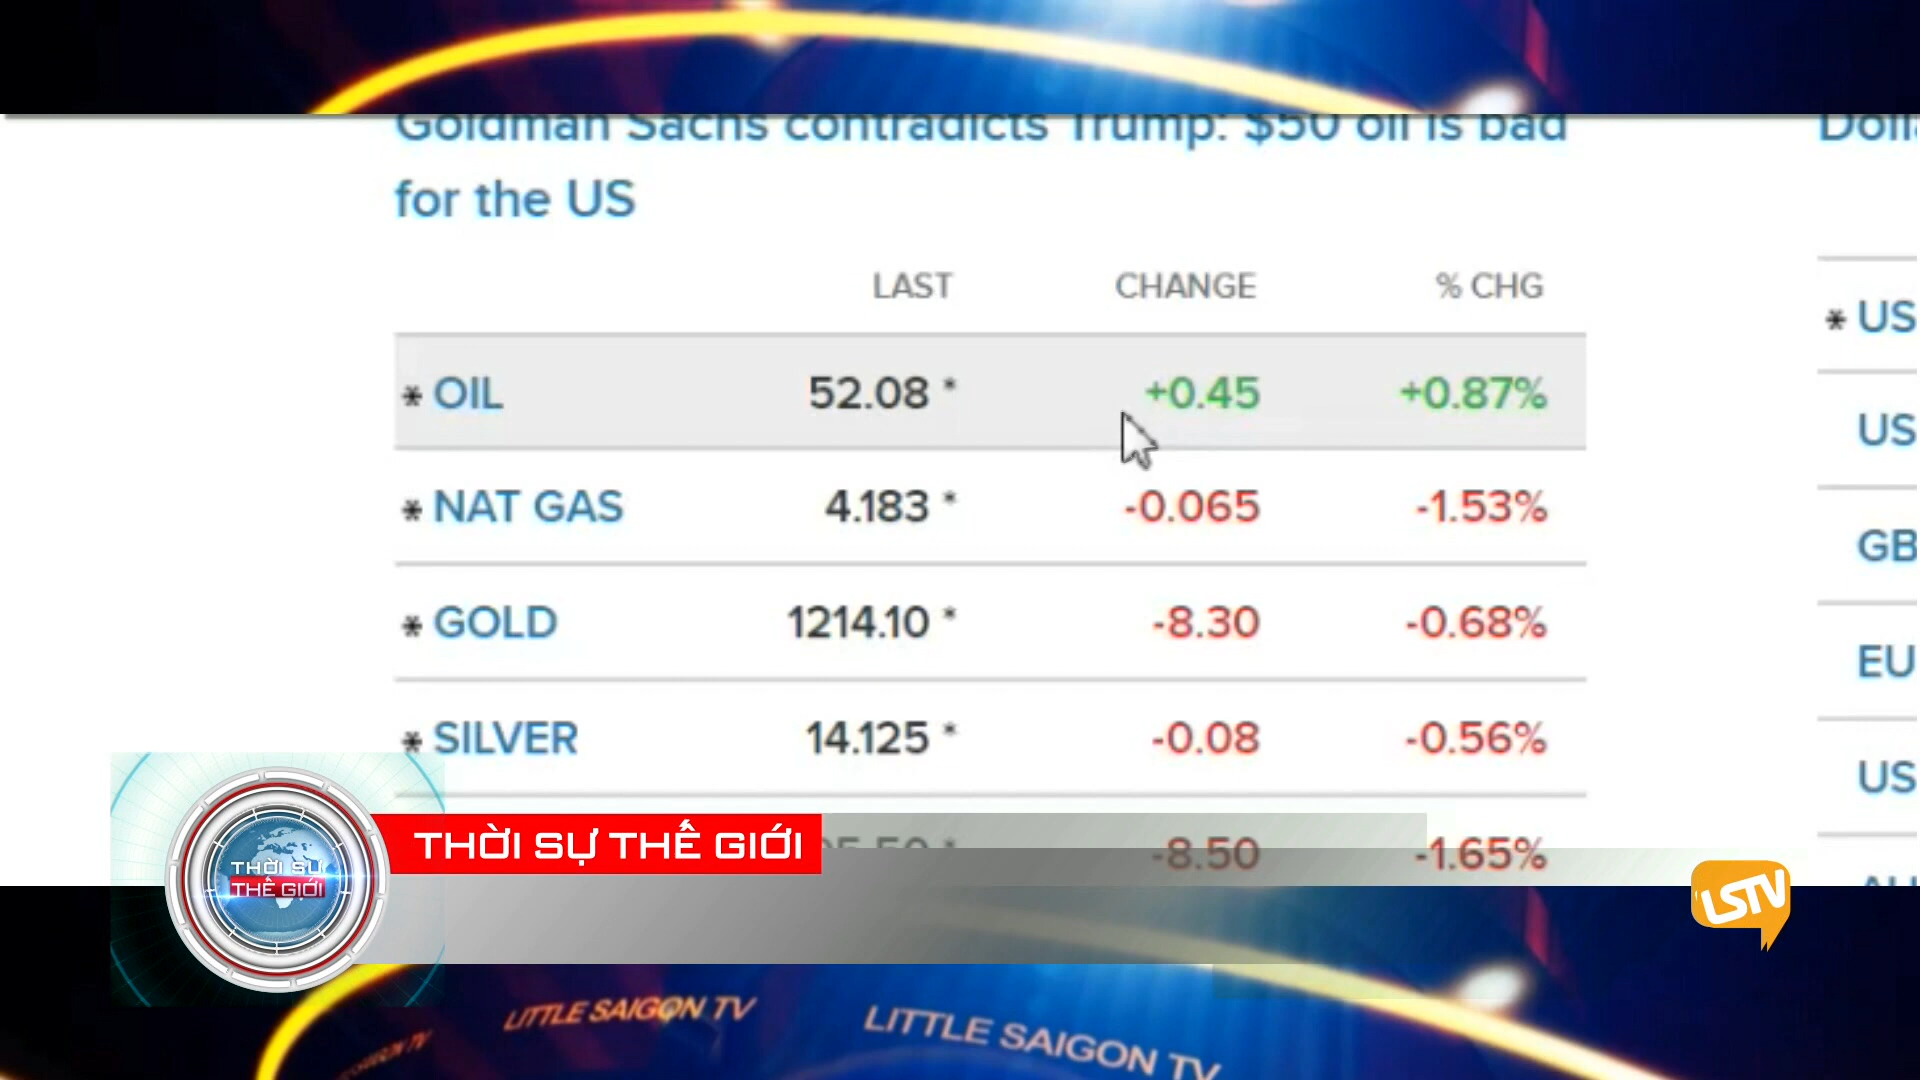 Goldman Sachs contradicts Trump: $50 oil is bad
for the US
LAST CHANGE % CHG
* OIL 52.08 * +0.45 +0.87%
* NAT GAS 4.183 * -0.065 -1.53%
* GOLD 1214.10 * -8.30 -0.68%
* SILVER 14.125 * -0.08 -0.56%
-8.50 -1.65%
* US
US
GB
EU
US
THỜI SỰ THẾ GIỚI
THỜI SỰ
THẾ GIỚI
LSTV
LITTLE SAIGON TV
LITTLE SAIGON TV